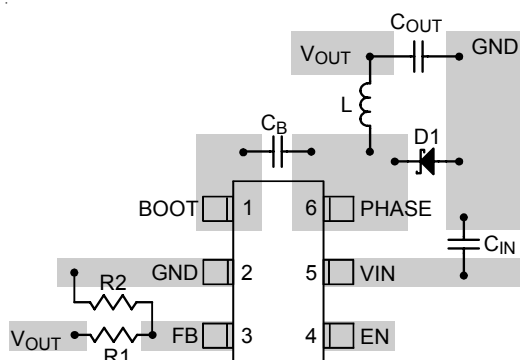 COUT
VOUT
GND
L
CB
D1
BOOT 1 6 PHASE
CIN
GND 2 5 VIN
R2
VOUT
R1
FB 3 4 EN